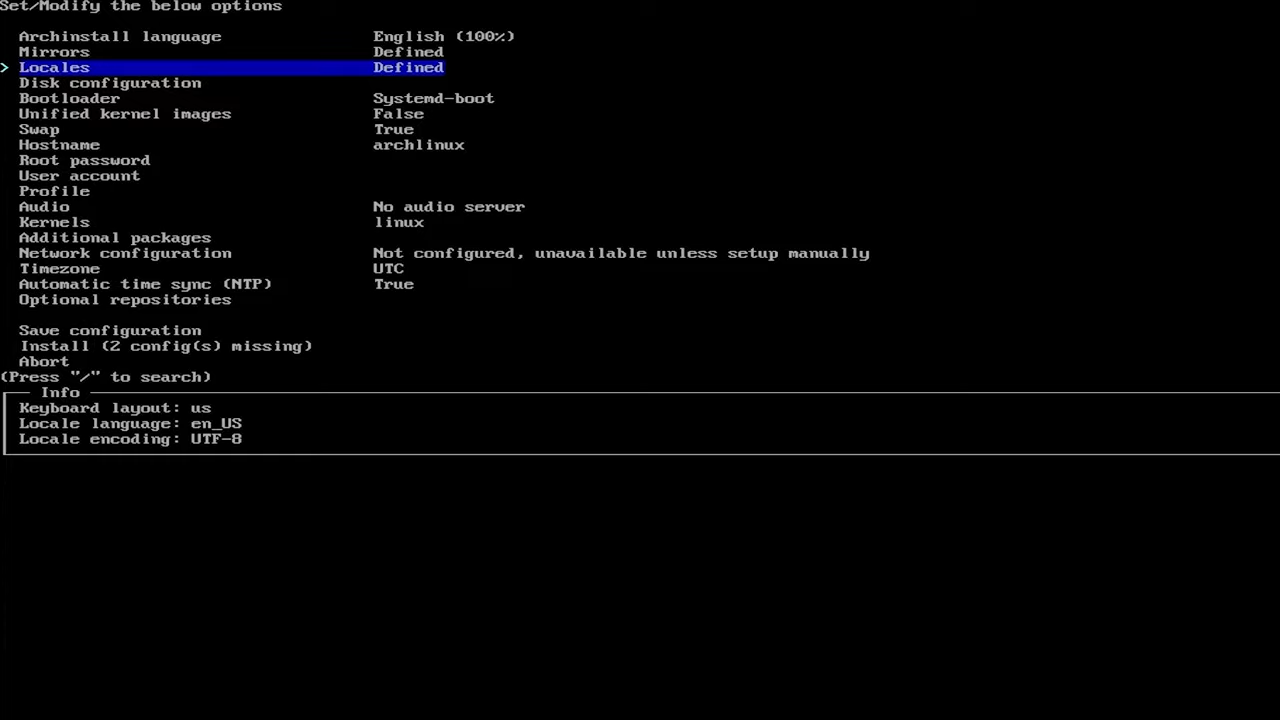 Set/Modify the below options
Archinstall language English (100%)
Mirrors Defined
> Locales Defined
Disk configuration
Bootloader Systemd-boot
Unified kernel images False
Swap True
Hostname archlinux
Root password
User account
Profile
Audio No audio server
Kernels linux
Additional packages
Network configuration Not configured, unavailable unless setup manually
Timezone UTC
Automatic time sync (NTP) True
Optional repositories
Save configuration
Install (2 config(s) missing)
Abort
(Press "/" to search)
Info
Keyboard layout: us
Locale language: en_US
Locale encoding: UTF-8